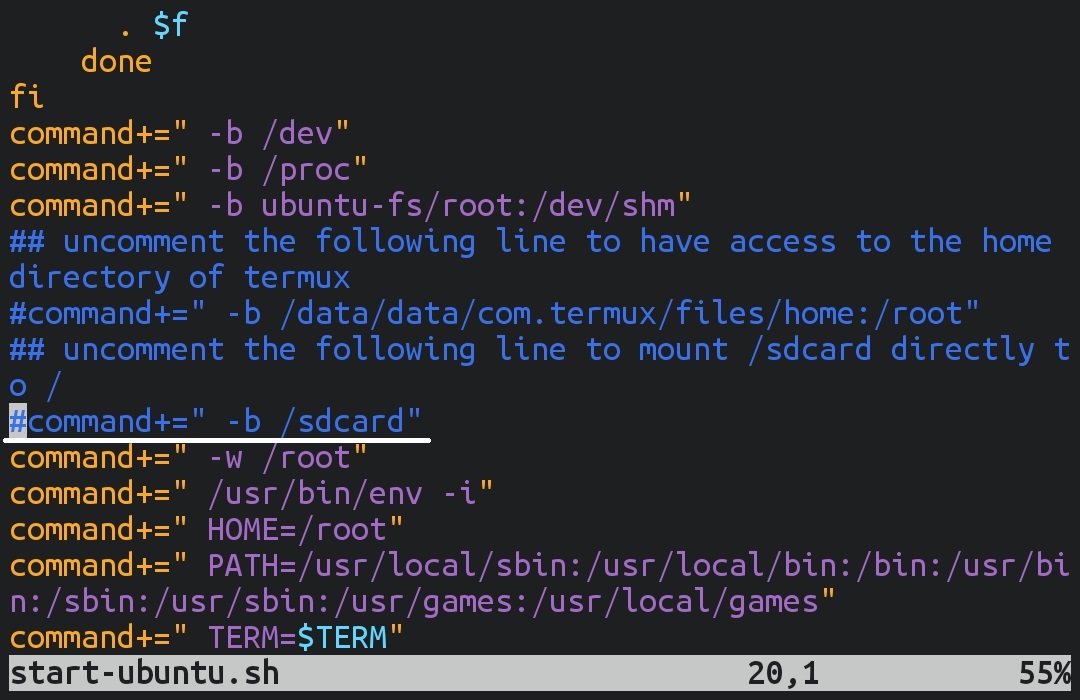 . $f
done
fi
command+=" -b /dev"
command+=" -b /proc"
command+=" -b ubuntu-fs/root:/dev/shm"
## uncomment the following line to have access to the home
directory of termux
#command+=" -b /data/data/com.termux/files/home:/root"
## uncomment the following line to mount /sdcard directly t
o /
#command+=" -b /sdcard"
command+=" -w /root"
command+=" /usr/bin/env -i"
command+=" HOME=/root"
command+=" PATH=/usr/local/sbin:/usr/local/bin:/bin:/usr/bi
n:/sbin:/usr/sbin:/usr/games:/usr/local/games"
command+=" TERM=$TERM"
start-ubuntu.sh 20,1 55%